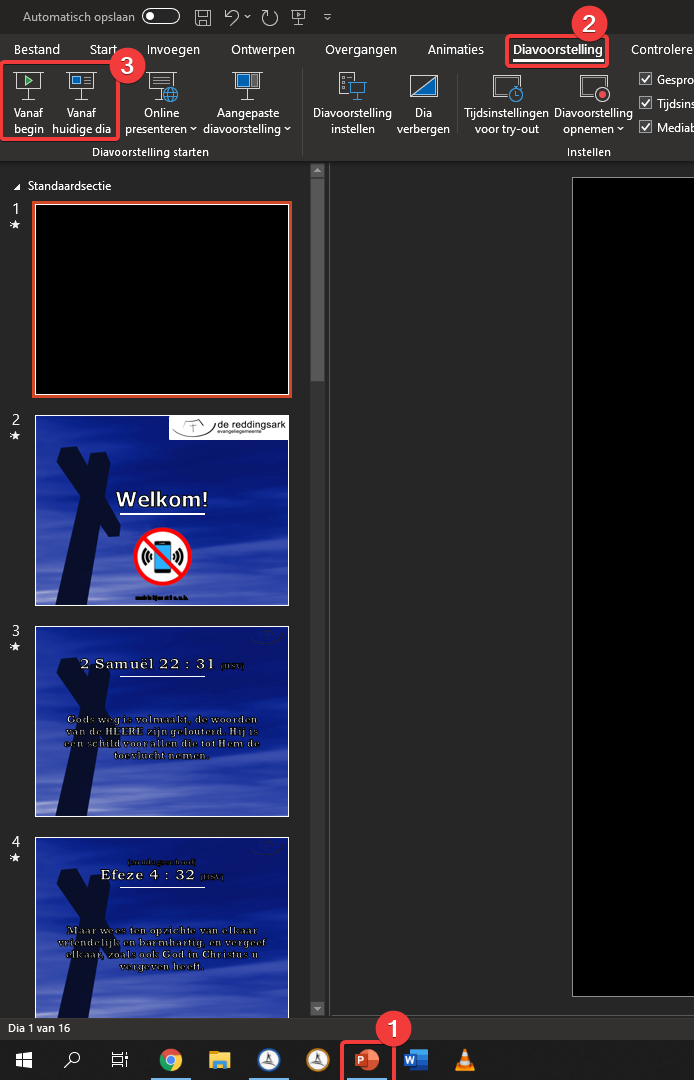 Automatisch opslaan
2
Bestand Start Invoegen Ontwerpen Overgangen Animaties Diavoorstelling Controlere
3
Vanaf begin
Vanaf huidige dia
Online presenteren
Aangepaste diavoorstelling
Diavoorstelling instellen
Dia verbergen
Tijdsinstellingen voor try-out
Diavoorstelling opnemen
Gespro
Tijdsins
Mediab
Diavoorstelling starten
Instellen
Standaardsectie
1
2
de reddingsark
evangeliegemeente
Welkom!
3
2 Samuël 22 : 31 (HSV)
Gods weg is volmaakt, de woorden
van de HEERE zijn gelouterd. Hij is
een schild voor allen die tot Hem de
toevlucht nemen.
4
Efeze 4 : 32 (HSV)
Maar wees ten opzichte van elkaar
vriendelijk en barmhartig, en vergeef
elkaar, zoals ook God in Christus u
vergeven heeft.
Dia 1 van 16
1
P
W